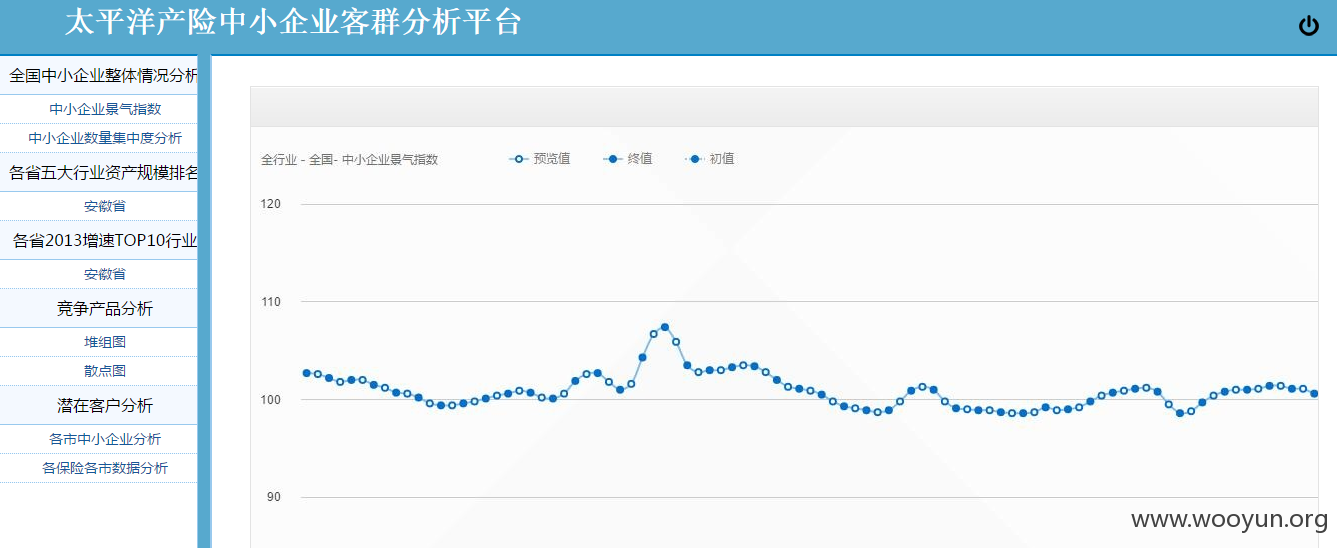 太平洋产险中小企业客群分析平台
全国中小企业整体情况分析
中小企业景气指数
中小企业数量集中度分析
各省五大行业资产规模排名
安徽省
各省2013增速TOP10行业
安徽省
竞争产品分析
堆组图
散点图
潜在客户分析
各市中小企业分析
各保险各市数据分析
全行业 - 全国- 中小企业景气指数
预览值 终值 初值
120
110
100
90
www.wooyun.org